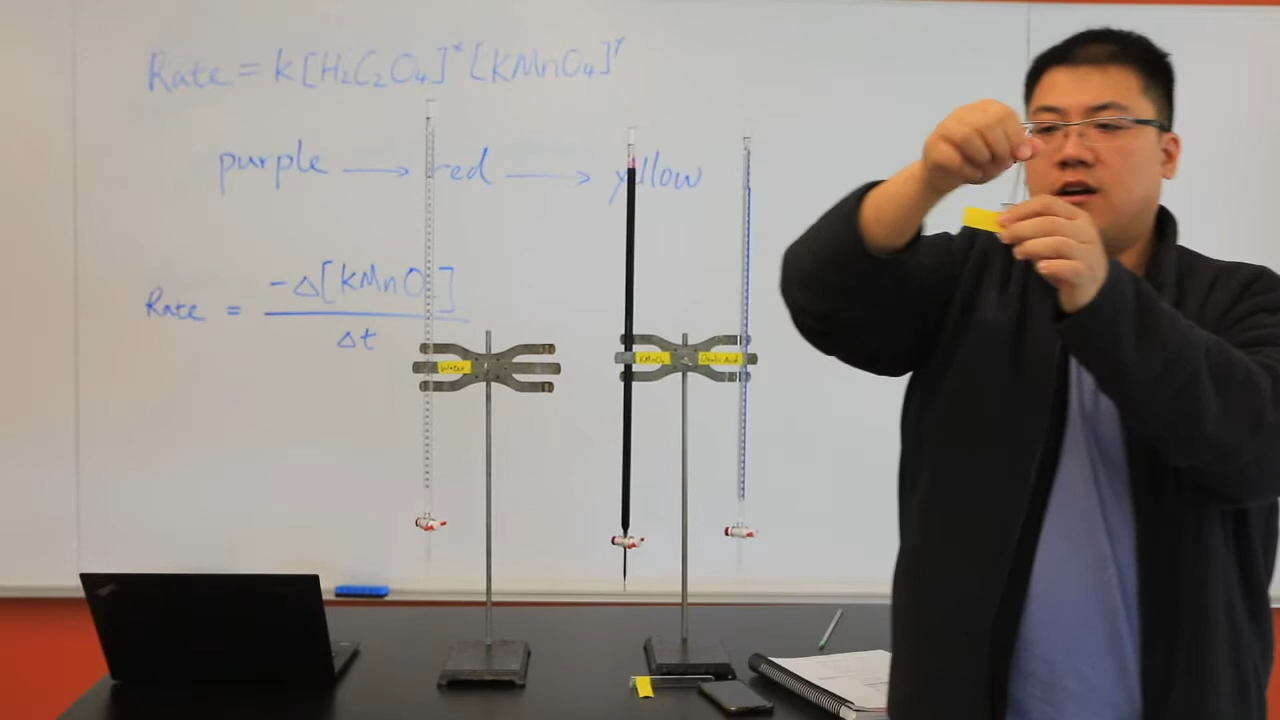 Rate = k[H₂C₂O₄]ˣ [KMnO₄]ʸ
purple → red → yellow
Rate = -Δ[KMnO₄] / Δt
Water
KMnO₄
Oxalic Acid